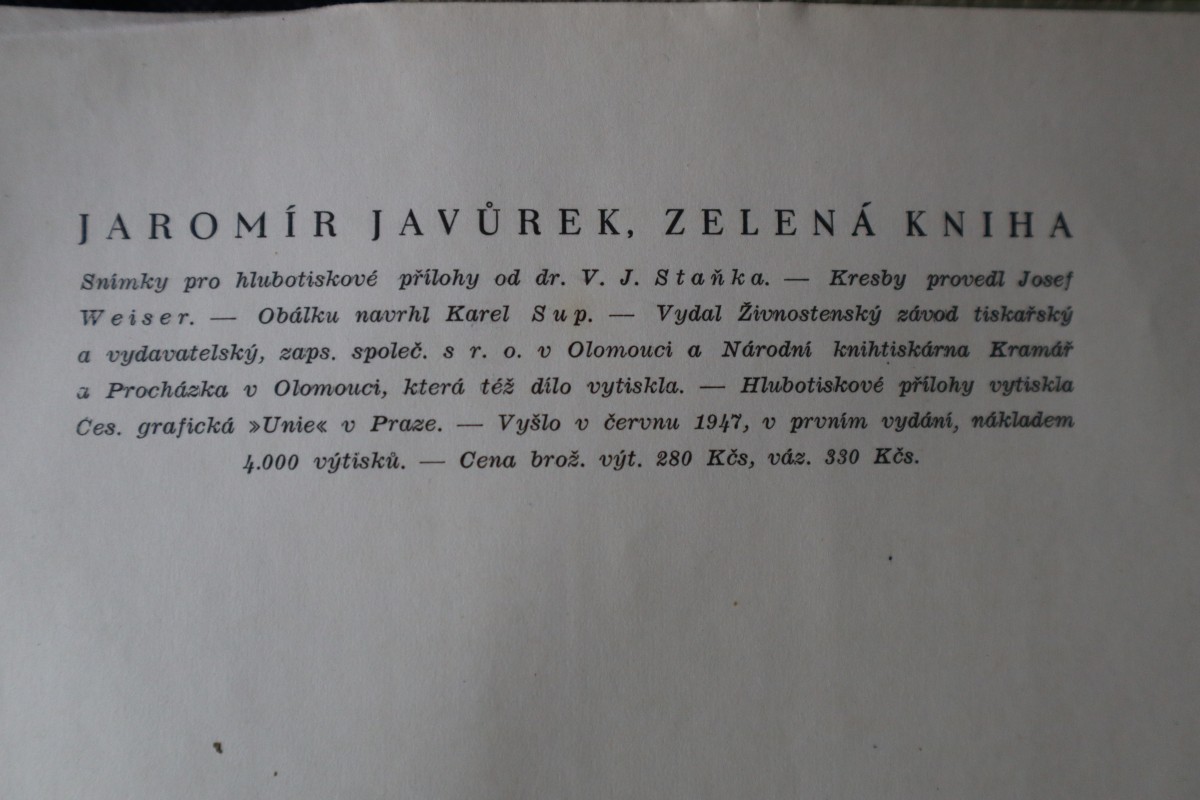 JAROMÍR JAVŮREK, ZELENÁ KNIHA
Snímky pro hlubotiskové přílohy od dr. V. J. Staňka. — Kresby provedl Josef
Weiser. — Obálku navrhl Karel Sup. — Vydal Živnostenský závod tiskařský
a vydavatelský, zaps. společ. s r. o. v Olomouci a Národní knihtiskárna Kramář
a Procházka v Olomouci, která též dílo vytiskla. — Hlubotiskové přílohy vytiskla
Čes. grafická »Unie« v Praze. — Vyšlo v červnu 1947, v prvním vydání, nákladem
4.000 výtisků. — Cena brož. výt. 280 Kčs, váz. 330 Kčs.